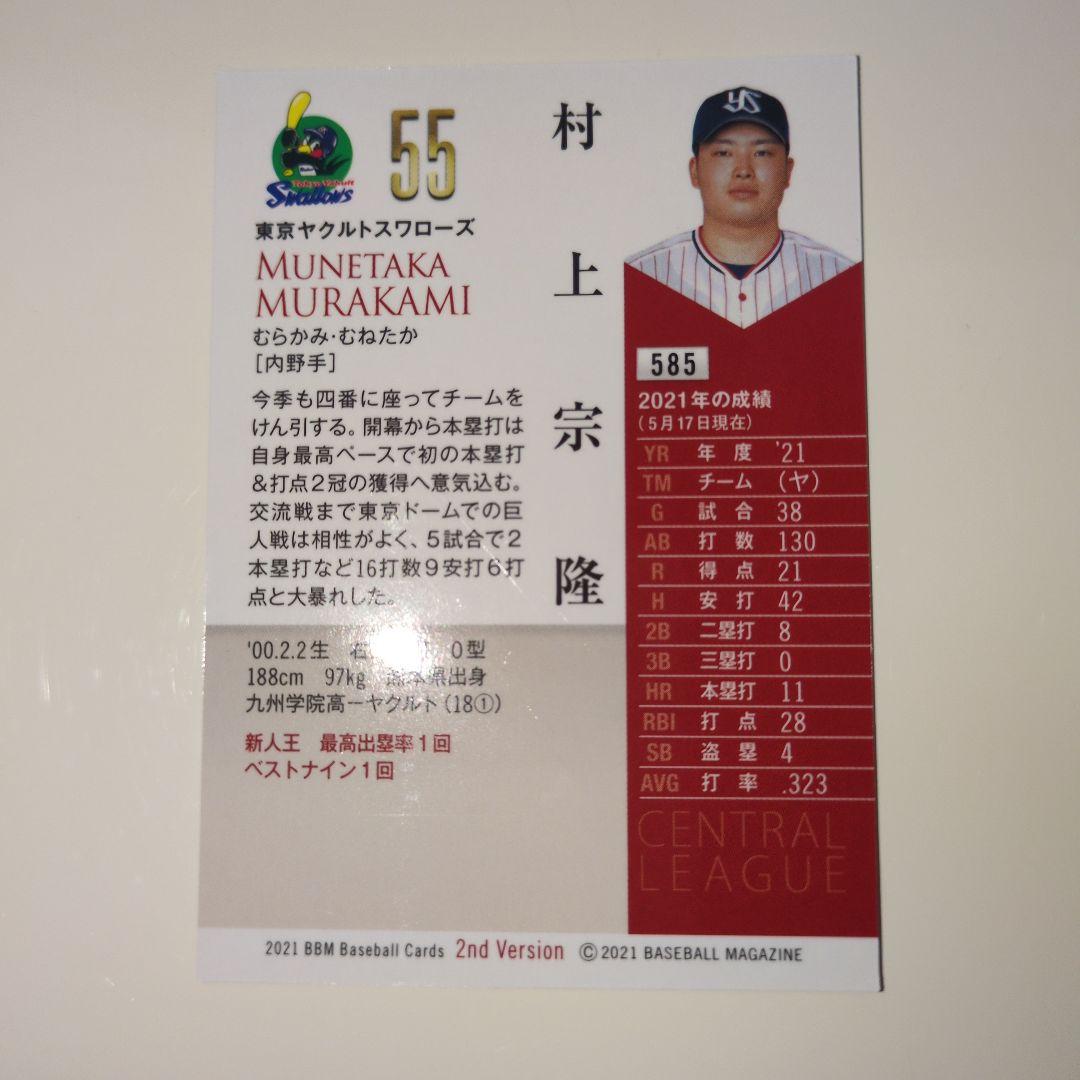 Tokyo Yakult
Swallows
55
東京ヤクルトスワローズ
MUNETAKA
MURAKAMI
むらかみ・むねたか
[内野手]
村上宗隆
YS
今季も四番に座ってチームを
けん引する。開幕から本塁打は
自身最高ペースで初の本塁打
&打点2冠の獲得へ意気込む。
交流戦まで東京ドームでの巨
人戦は相性がよく、5試合で2
本塁打など16打数9安打6打
点と大暴れした。
'00.2.2生 右 O型
188cm 97kg 熊本県出身
九州学院高ーヤクルト(18①)
新人王 最高出塁率1回
ベストナイン1回
585
2021年の成績
(5月17日現在)
YR 年度 '21
TM チーム (ヤ)
G 試合 38
AB 打数 130
R 得点 21
H 安打 42
2B 二塁打 8
3B 三塁打 0
HR 本塁打 11
RBI 打点 28
SB 盗塁 4
AVG 打率 .323
CENTRAL
LEAGUE
2021 BBM Baseball Cards 2nd Version ©2021 BASEBALL MAGAZINE